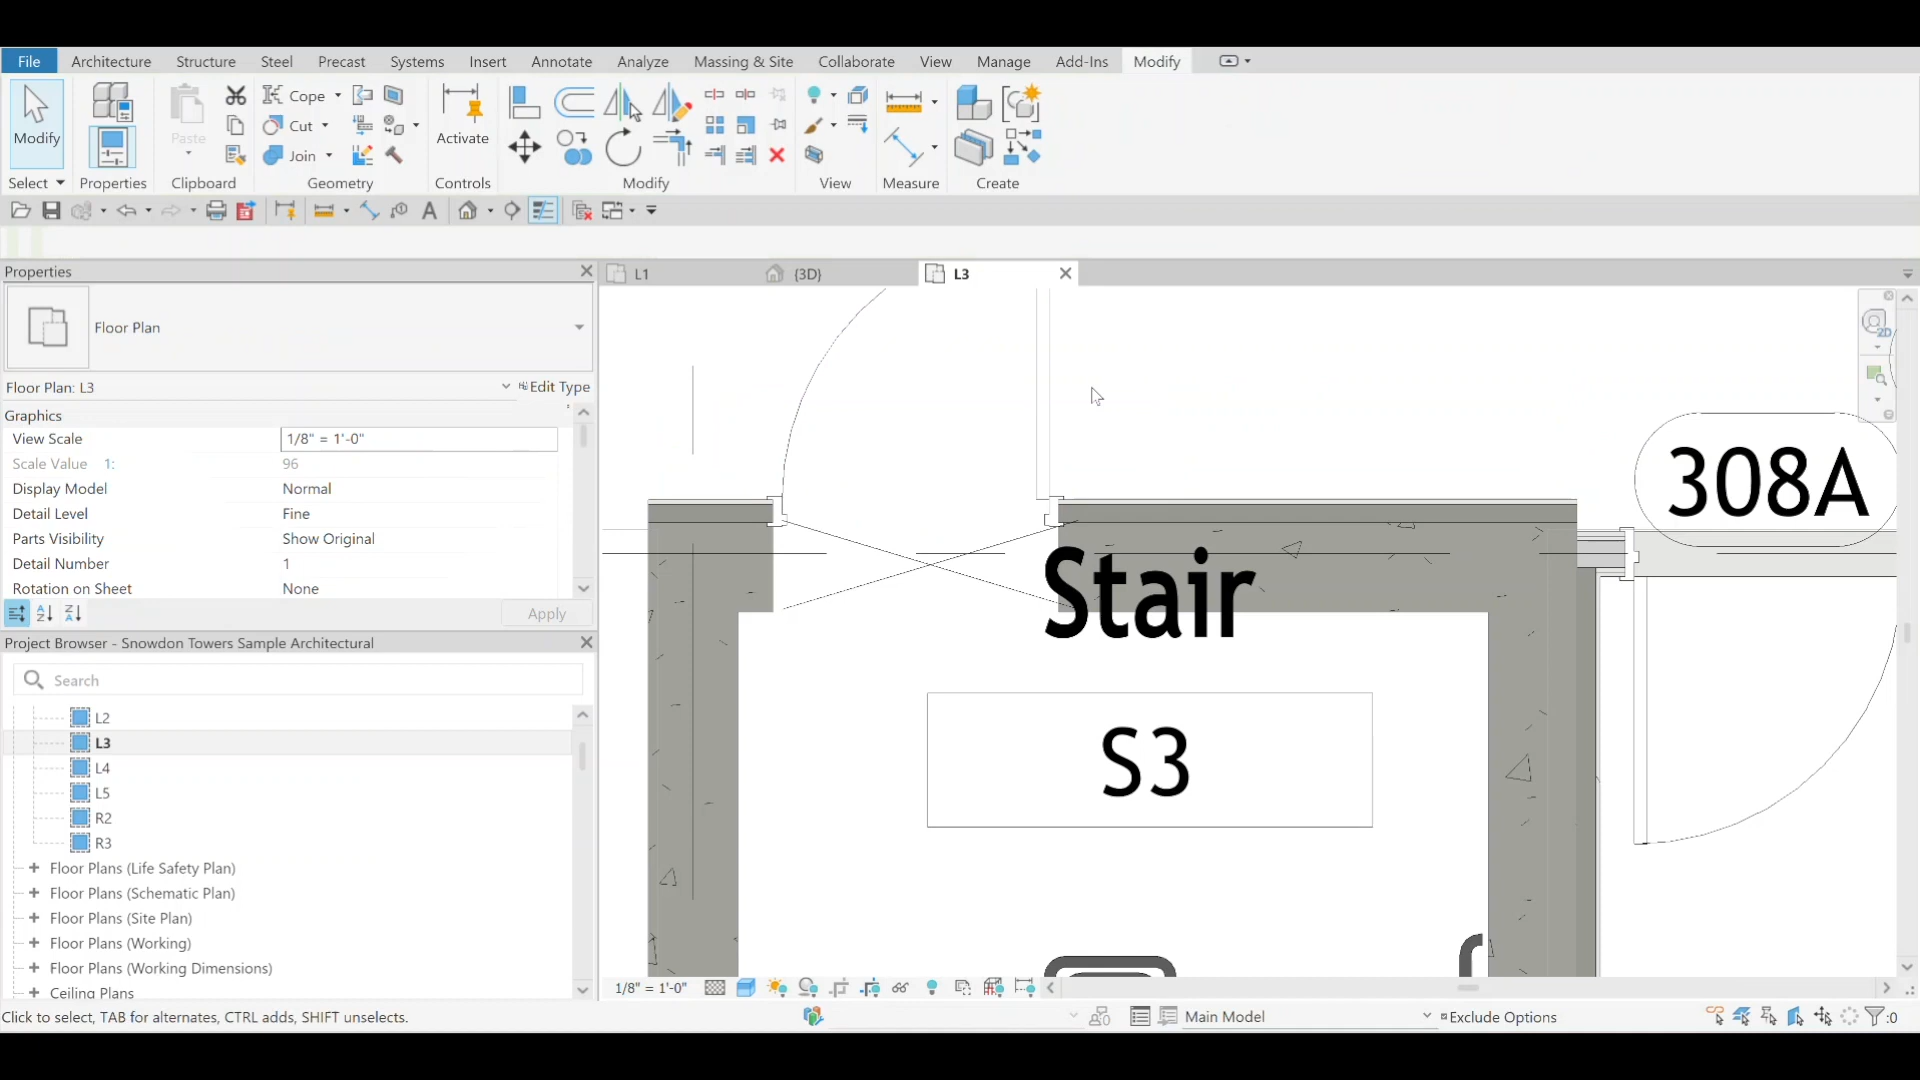 File Architecture Structure Steel Precast Systems Insert Annotate Analyze Massing & Site Collaborate View Manage Add-Ins Modify
Modify
Paste
Cope
Cut
Join
Activate
Select Properties Clipboard Geometry Controls Modify View Measure Create
A
Properties
L1
{3D}
L3
Floor Plan
Floor Plan: L3
Edit Type
Graphics
View Scale 1/8" = 1'-0"
Scale Value 1: 96
Display Model Normal
Detail Level Fine
Parts Visibility Show Original
Detail Number 1
Rotation on Sheet None
Apply
Project Browser - Snowdon Towers Sample Architectural
Search
L2
L3
L4
L5
R2
R3
Floor Plans (Life Safety Plan)
Floor Plans (Schematic Plan)
Floor Plans (Site Plan)
Floor Plans (Working)
Floor Plans (Working Dimensions)
Ceiling Plans
2D
308A
Stair
S3
1/8" = 1'-0"
Click to select, TAB for alternates, CTRL adds, SHIFT unselects.
Main Model
Exclude Options
:0